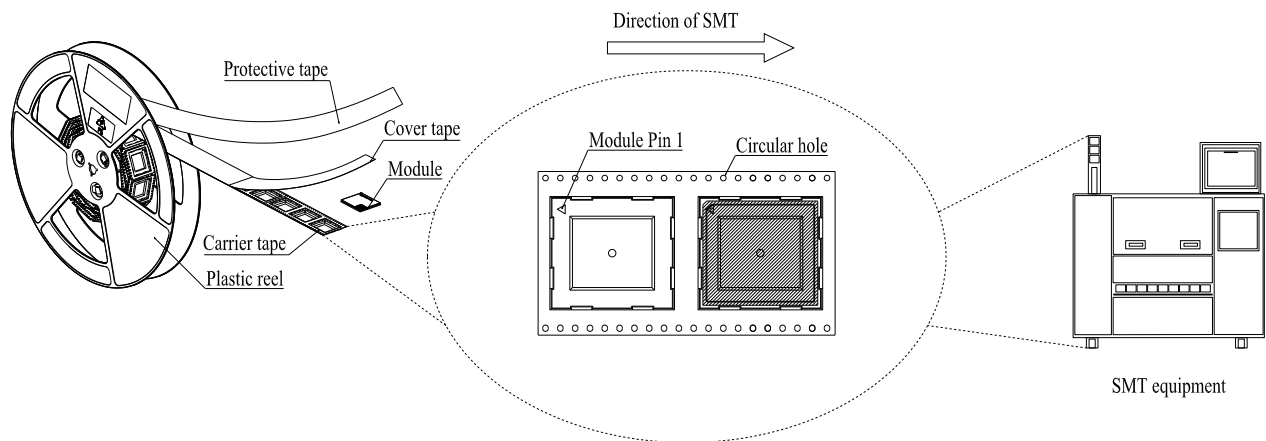 Direction of SMT
Protective tape
Cover tape
Module
Carrier tape
Plastic reel
Module Pin 1
Circular hole
SMT equipment